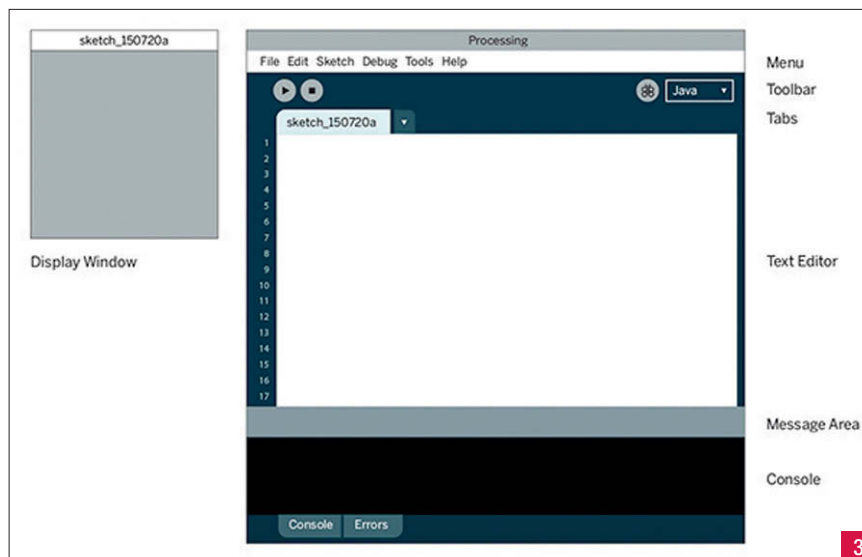 sketch_150720a
Display Window
Processing
File Edit Sketch Debug Tools Help
Java
sketch_150720a
1
2
3
4
5
6
7
8
9
10
11
12
13
14
15
16
17
Console Errors
Menu
Toolbar
Tabs
Text Editor
Message Area
Console
3